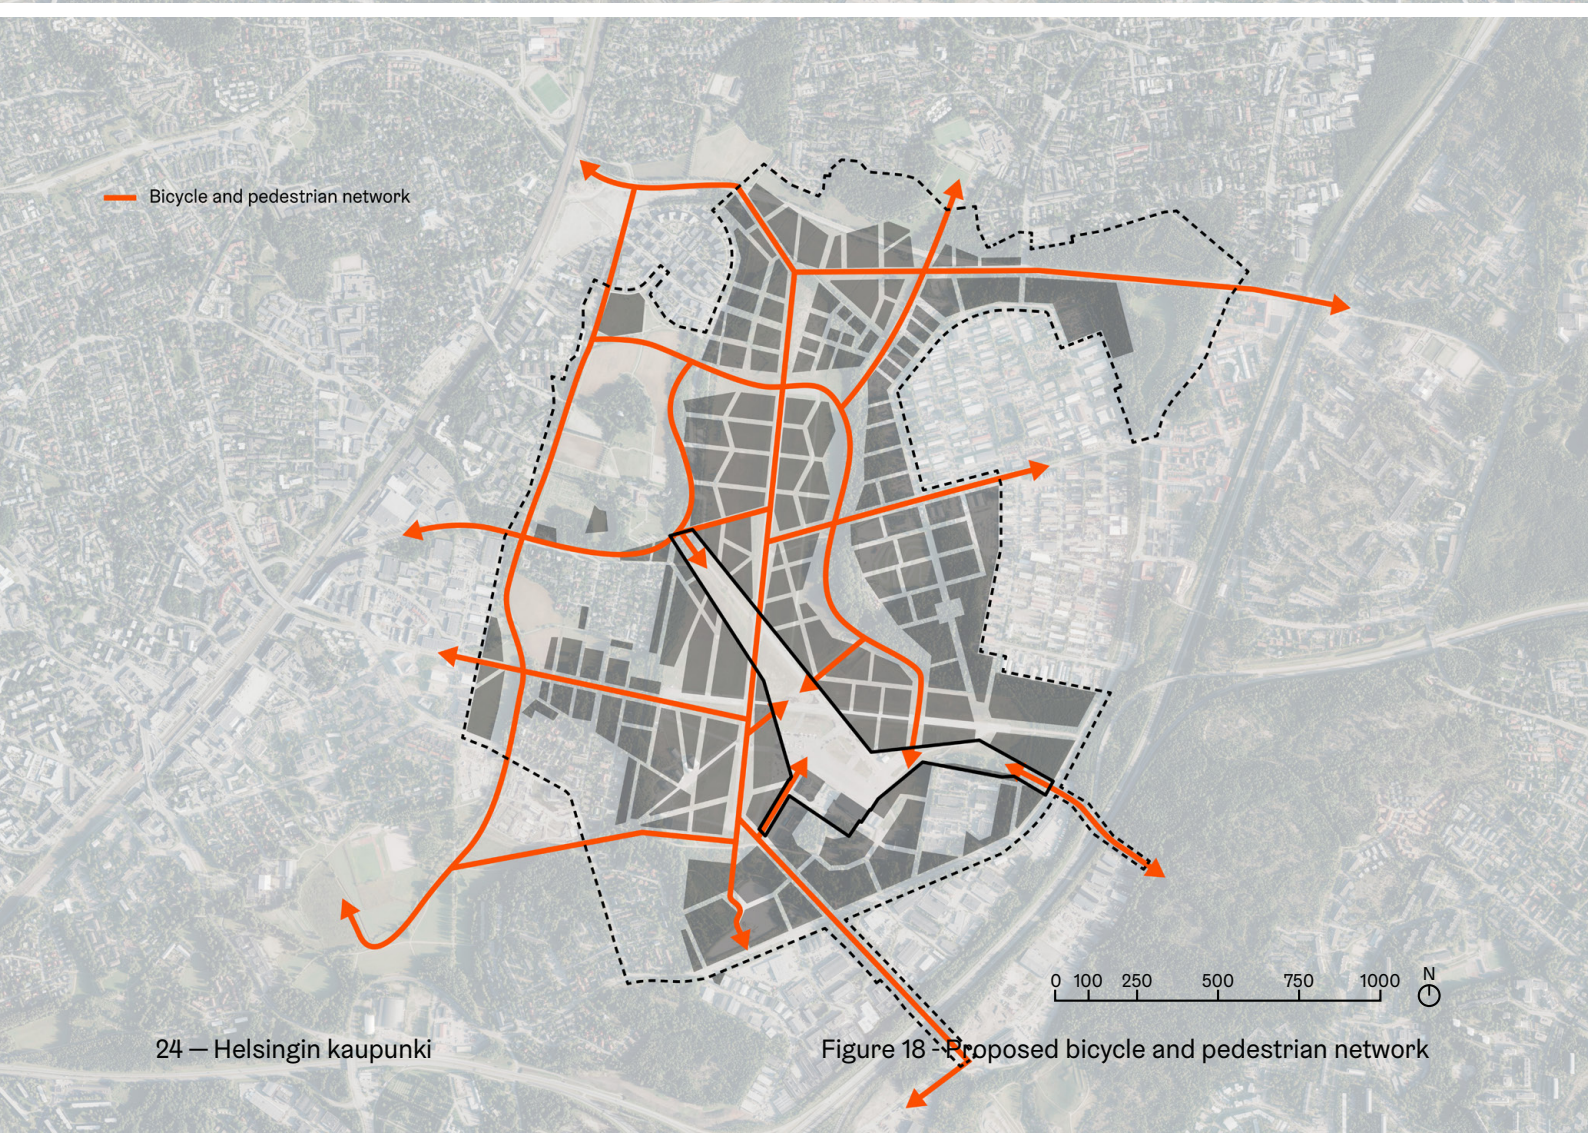 Bicycle and pedestrian network
0 100 250 500 750 1000 N
24 — Helsingin kaupunki
Figure 18 - Proposed bicycle and pedestrian network